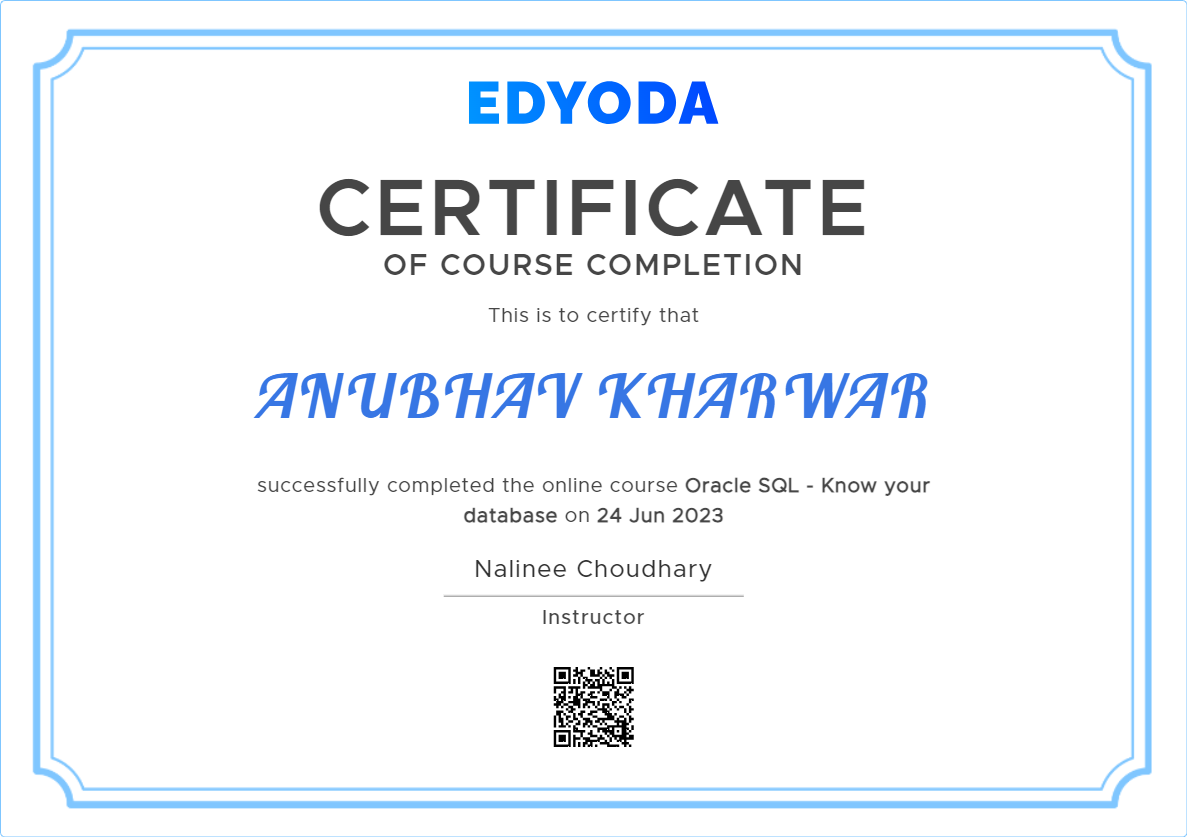 EDYODA
CERTIFICATE
OF COURSE COMPLETION
This is to certify that
ANUBHAV KHARWAR
successfully completed the online course Oracle SQL - Know your
database on 24 Jun 2023
Nalinee Choudhary
Instructor